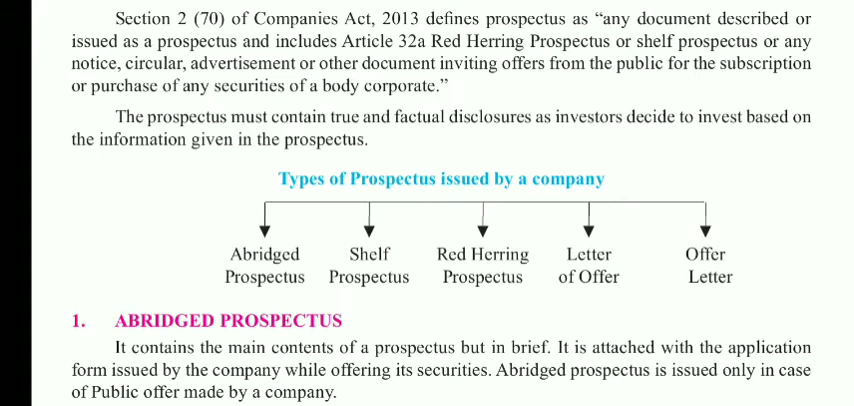 Section 2 (70) of Companies Act, 2013 defines prospectus as “any document described or
issued as a prospectus and includes Article 32a Red Herring Prospectus or shelf prospectus or any
notice, circular, advertisement or other document inviting offers from the public for the subscription
or purchase of any securities of a body corporate.”
The prospectus must contain true and factual disclosures as investors decide to invest based on
the information given in the prospectus.
Types of Prospectus issued by a company
Abridged Shelf Red Herring Letter Offer
Prospectus Prospectus Prospectus of Offer Letter
1. ABRIDGED PROSPECTUS
It contains the main contents of a prospectus but in brief. It is attached with the application
form issued by the company while offering its securities. Abridged prospectus is issued only in case
of Public offer made by a company.